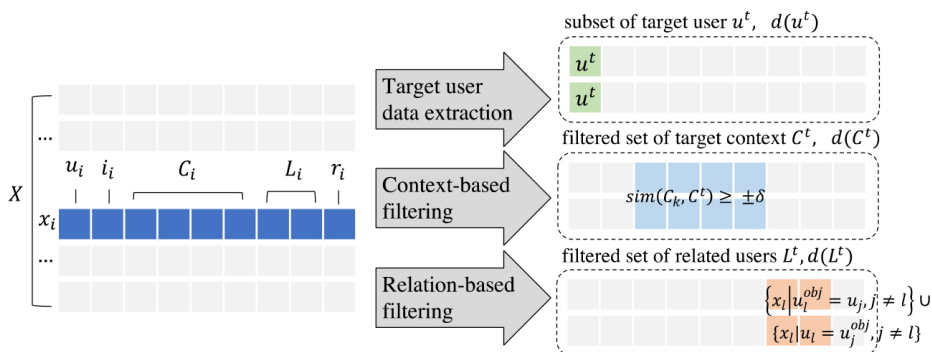 subset of target user u^t, d(u^t)
Target user
data extraction
u^t
u^t
filtered set of target context C^t, d(C^t)
Context-based
filtering
sim(C_k, C^t) ≥ ±δ
filtered set of related users L^t, d(L^t)
Relation-based
filtering
{x_l|u_l^obj = u_j, j ≠ l} ∪
{x_l|u_l = u_j^obj, j ≠ l}
X
...
u_i i_i C_i L_i r_i
x_i
...